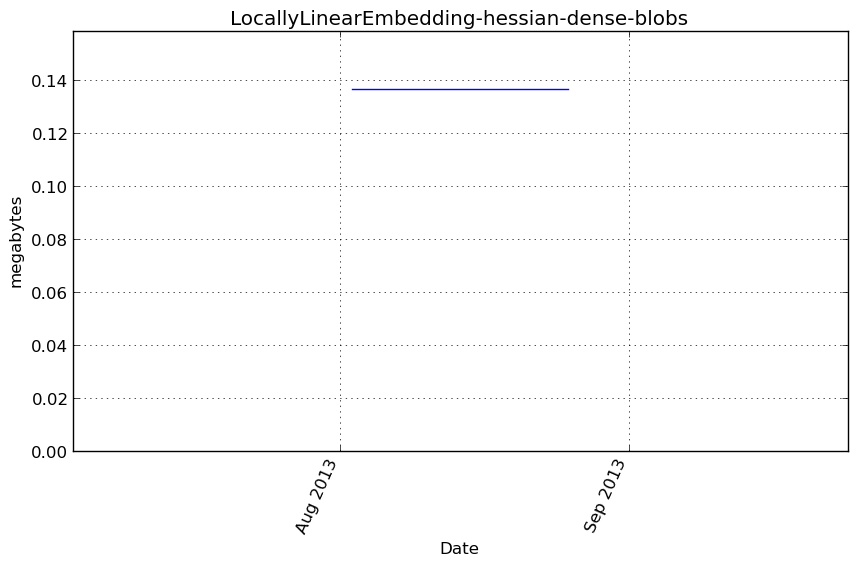 LocallyLinearEmbedding-hessian-dense-blobs
0.14
0.12
0.10
0.08
0.06
0.04
0.02
0.00
megabytes
Aug 2013
Sep 2013
Date